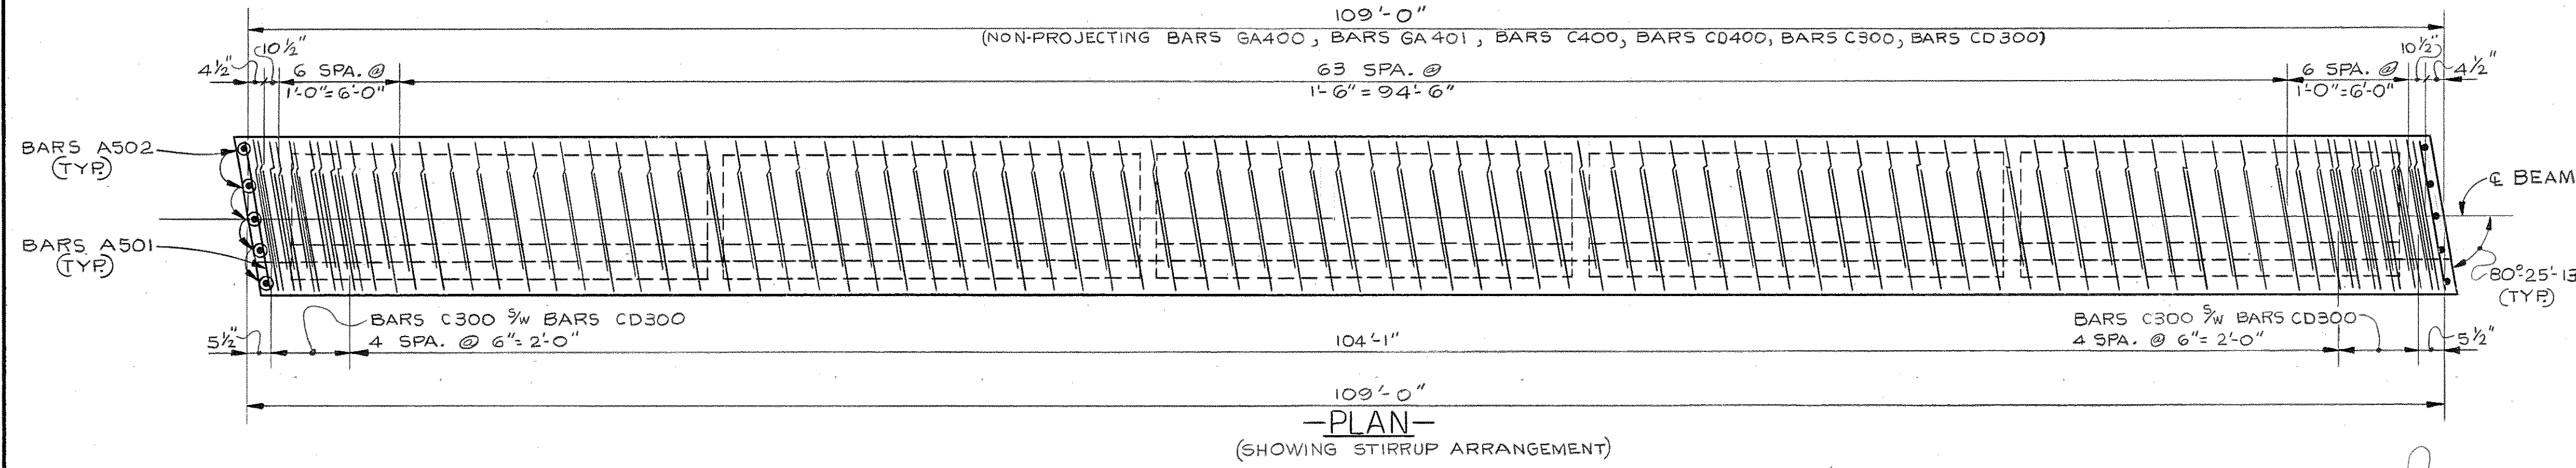 109'-0"
(NON-PROJECTING BARS GA400, BARS GA401, BARS C400, BARS CD400, BARS C300, BARS CD300)
4½"
10½"
6 SPA. @
1'-0"=6'-0"
63 SPA. @
1'-6"=94'-6"
6 SPA. @
1'-0"=6'-0"
10½"
4½"
BARS A502
(TYP.)
BARS A501
(TYP.)
℄ BEAM
80°25'-13
(TYP.)
5½"
BARS C300 S/W BARS CD300
4 SPA. @ 6"=2'-0"
104'-1"
BARS C300 S/W BARS CD300
4 SPA. @ 6"=2'-0"
5½"
109'-0"
-PLAN-
(SHOWING STIRRUP ARRANGEMENT)